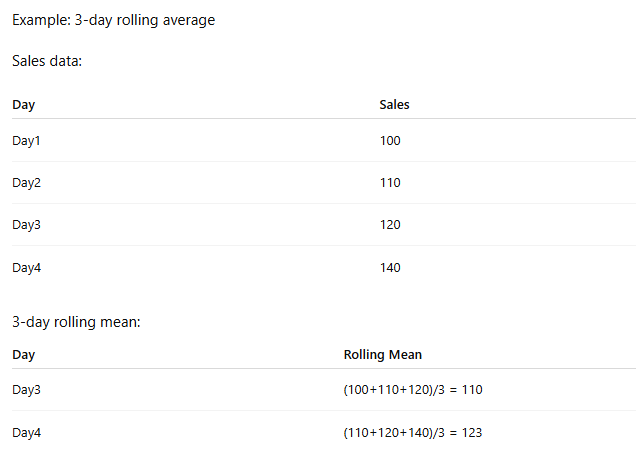 Example: 3-day rolling average
Sales data:
Day Sales
Day1 100
Day2 110
Day3 120
Day4 140
3-day rolling mean:
Day Rolling Mean
Day3 (100+110+120)/3 = 110
Day4 (110+120+140)/3 = 123